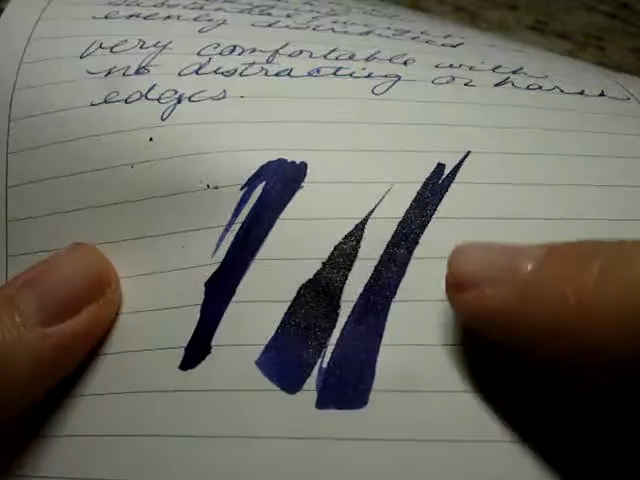 evenly distributed
very comfortable with
no distracting or harsh
edges.